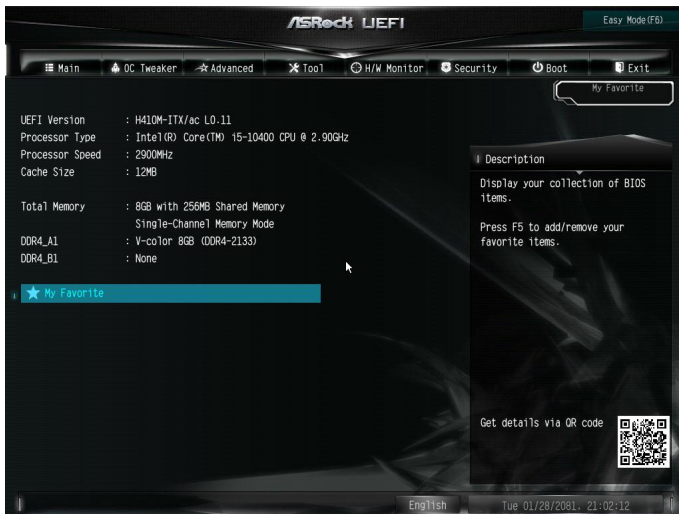 ASRock UEFI
Easy Mode(F6)
Main OC Tweaker Advanced Tool H/W Monitor Security Boot Exit
My Favorite
UEFI Version : H410M-ITX/ac L0.11
Processor Type : Intel(R) Core(TM) i5-10400 CPU @ 2.90GHz
Processor Speed : 2900MHz
Cache Size : 12MB
Total Memory : 8GB with 256MB Shared Memory
Single-Channel Memory Mode
DDR4_A1 : V-color 8GB (DDR4-2133)
DDR4_B1 : None
My Favorite
Description
Display your collection of BIOS
items.
Press F5 to add/remove your
favorite items.
Get details via QR code
English
Tue 01/28/2081. 21:02:12